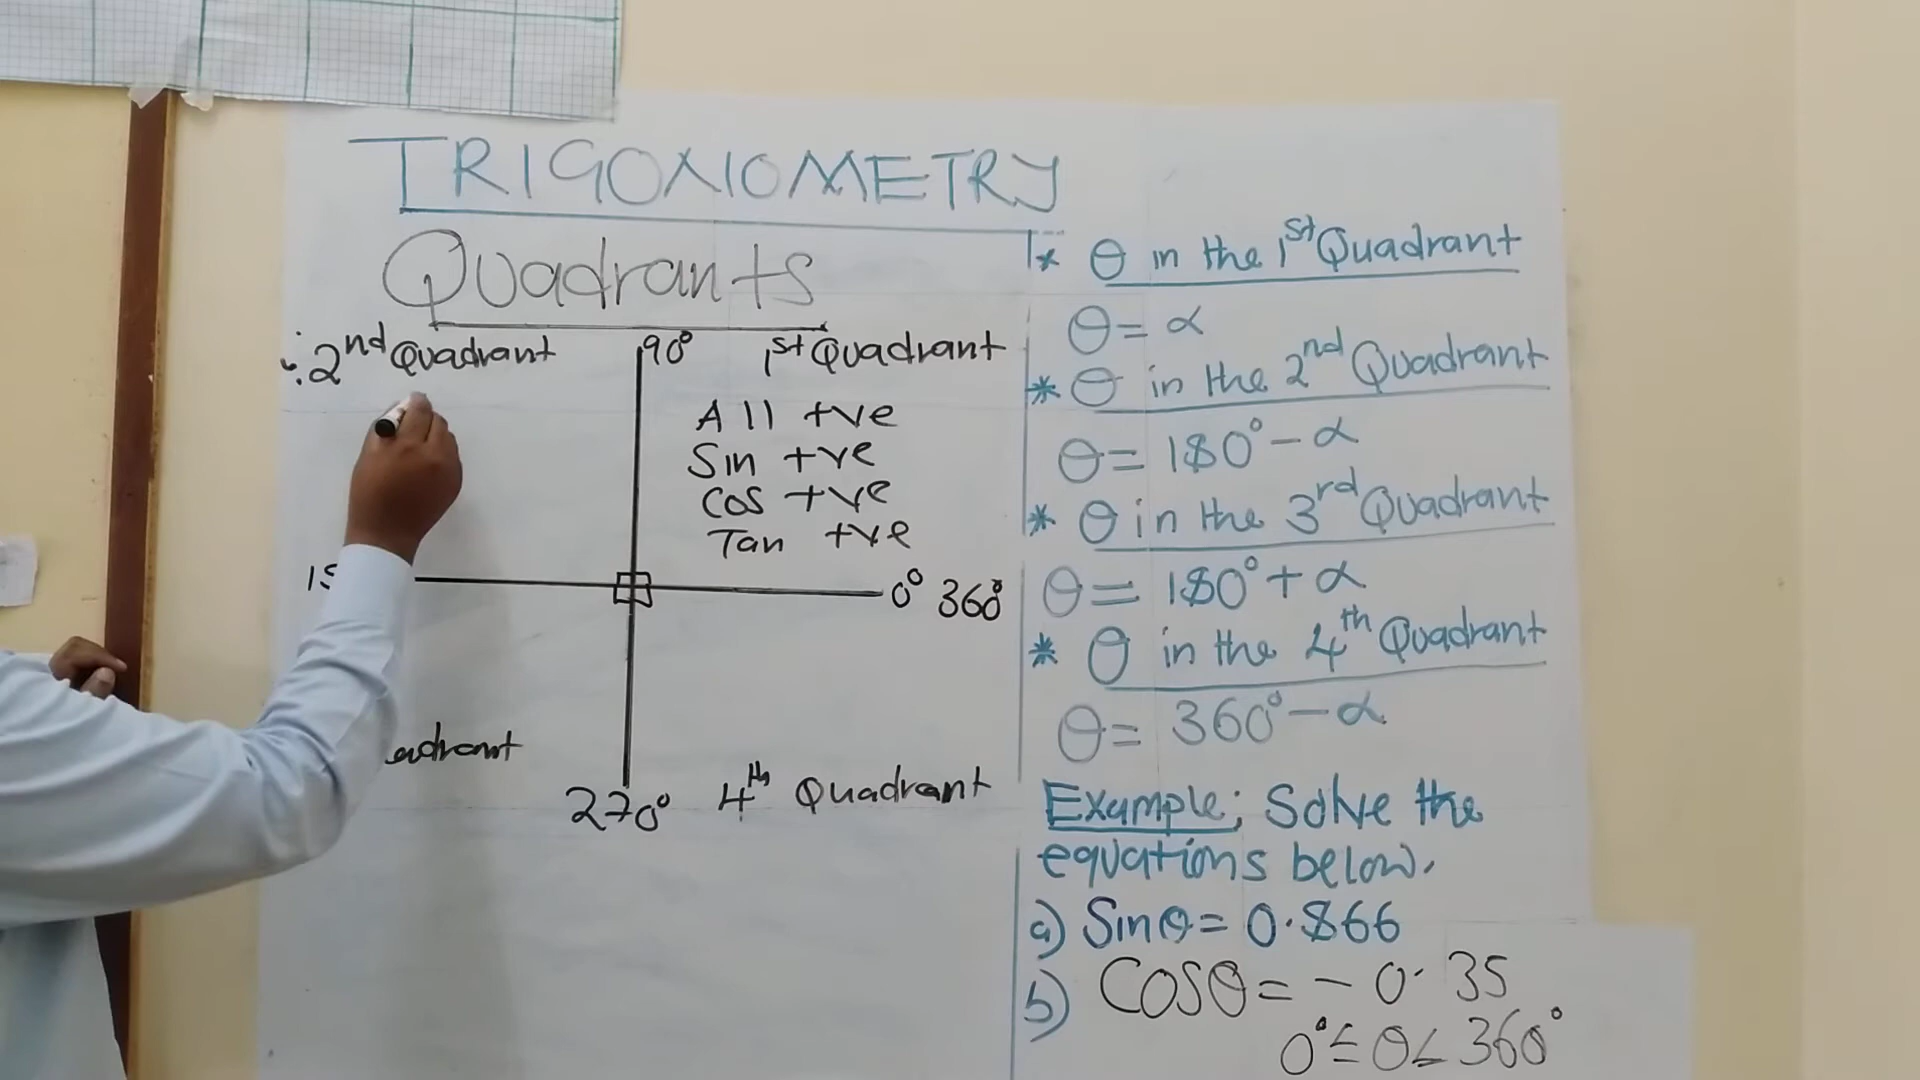 TRIGONOMETRY
Quadrants
2nd Quadrant
90°
1st Quadrant
All +ve
Sin +ve
Cos +ve
Tan +ve
0° 360°
270°
4th Quadrant
* θ in the 1st Quadrant
θ = α
* θ in the 2nd Quadrant
θ = 180° - α
* θ in the 3rd Quadrant
θ = 180° + α
* θ in the 4th Quadrant
θ = 360° - α
Example; Solve the
equations below.
a) Sinθ = 0.866
b) COSθ = - 0.35
0° ≤ θ ≤ 360°